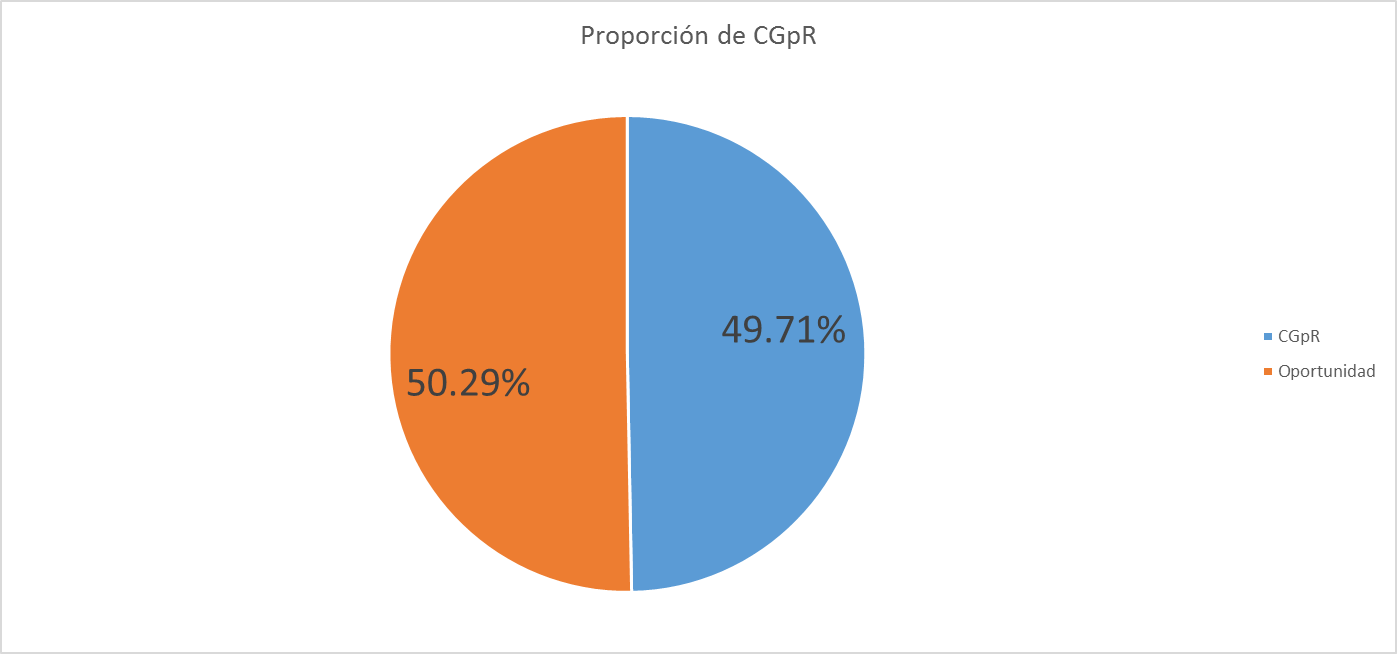 Proporción de CGpR
49.71%
50.29%
CGpR
Oportunidad